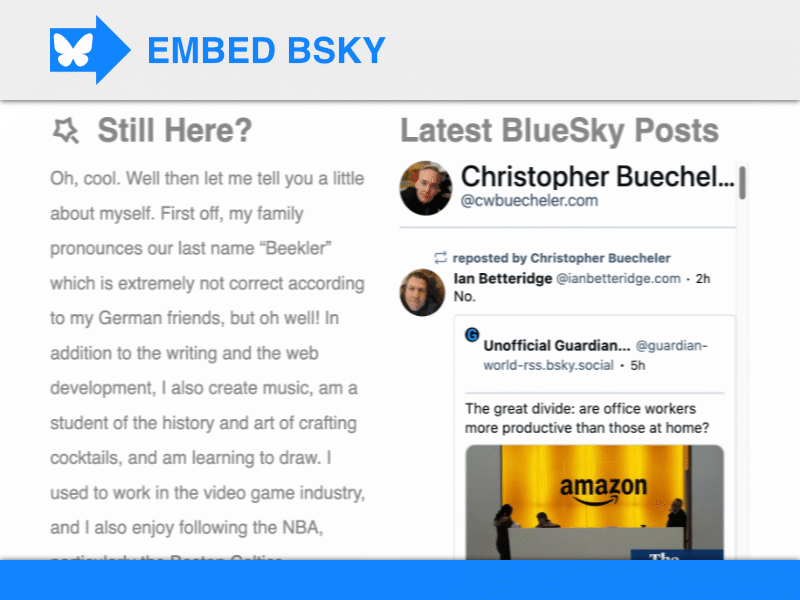 EMBED BSKY
Still Here?
Oh, cool. Well then let me tell you a little
about myself. First off, my family
pronounces our last name “Beekler”
which is extremely not correct according
to my German friends, but oh well! In
addition to the writing and the web
development, I also create music, am a
student of the history and art of crafting
cocktails, and am learning to draw. I
used to work in the video game industry,
and I also enjoy following the NBA,
particularly the Boston Celtics
Latest BlueSky Posts
Christopher Buechel...
@cwbuecheler.com
reposted by Christopher Buecheler
Ian Betteridge @ianbetteridge.com · 2h
No.
G
Unofficial Guardian... @guardian-
world-rss.bsky.social · 5h
The great divide: are office workers
more productive than those at home?
amazon
The